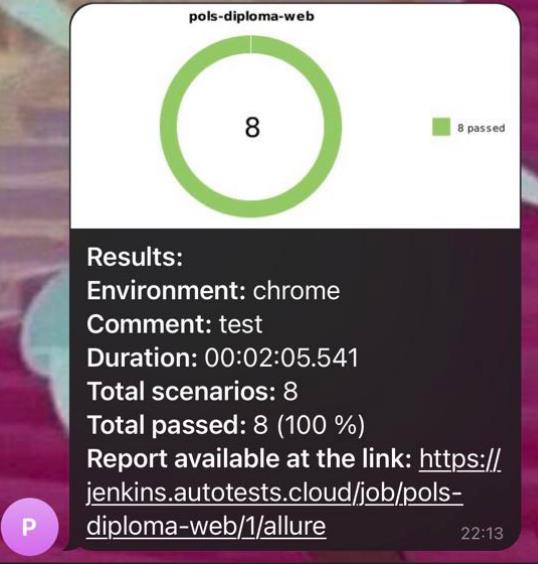 pols-diploma-web
8
8 passed
Results:
Environment: chrome
Comment: test
Duration: 00:02:05.541
Total scenarios: 8
Total passed: 8 (100 %)
Report available at the link: https://
jenkins.autotests.cloud/job/pols-
diploma-web/1/allure
22:13
P